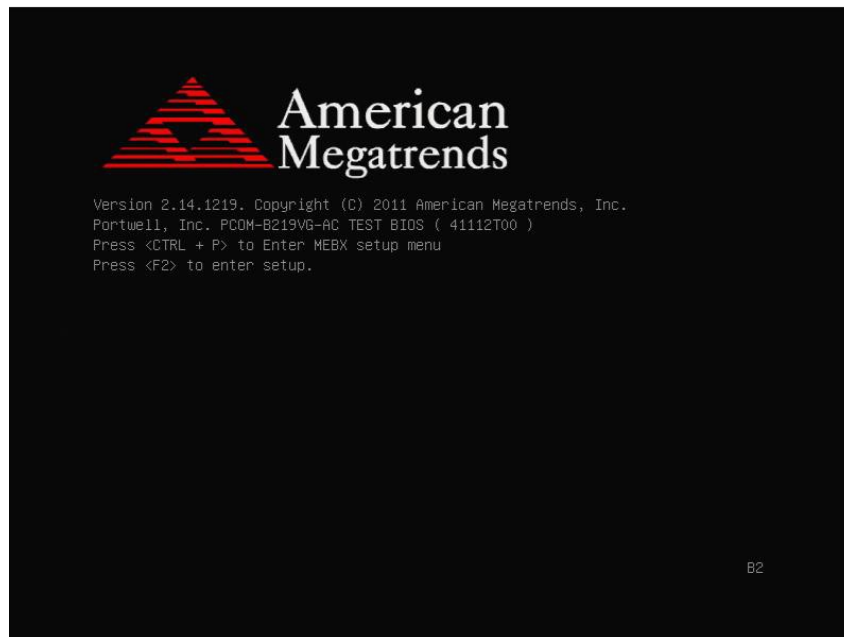 American
Megatrends
Version 2.14.1219. Copyright (C) 2011 American Megatrends, Inc.
Portwell, Inc. PCOM-B219VG-AC TEST BIOS ( 41112T00 )
Press <CTRL + P> to Enter MEBX setup menu
Press <F2> to enter setup.
B2